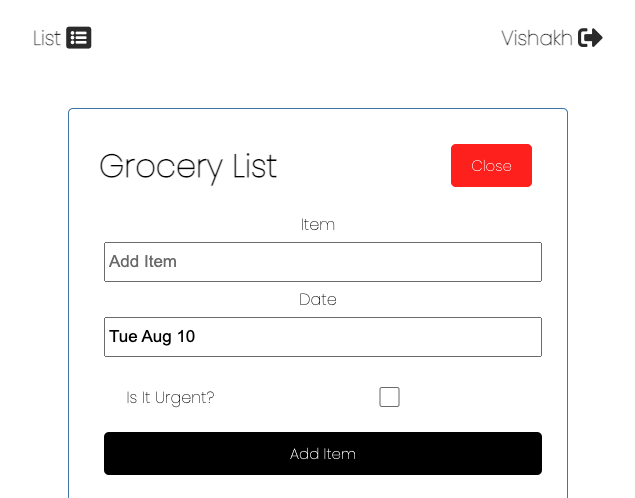 List
Vishakh
Grocery List
Close
Item
Add Item
Date
Tue Aug 10
Is It Urgent?
Add Item